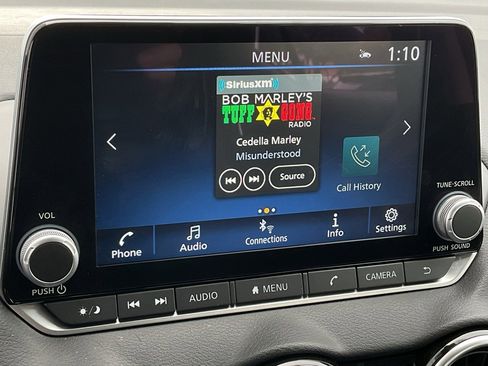 MENU
1:10
SiriusXM
BOB MARLEY'S
TUFF GONG
RADIO
Cedella Marley
Misunderstood
Source
Call History
VOL
TUNE·SCROLL
Phone
Audio
Connections
Info
Settings
PUSH
PUSH SOUND
AUDIO
MENU
CAMERA